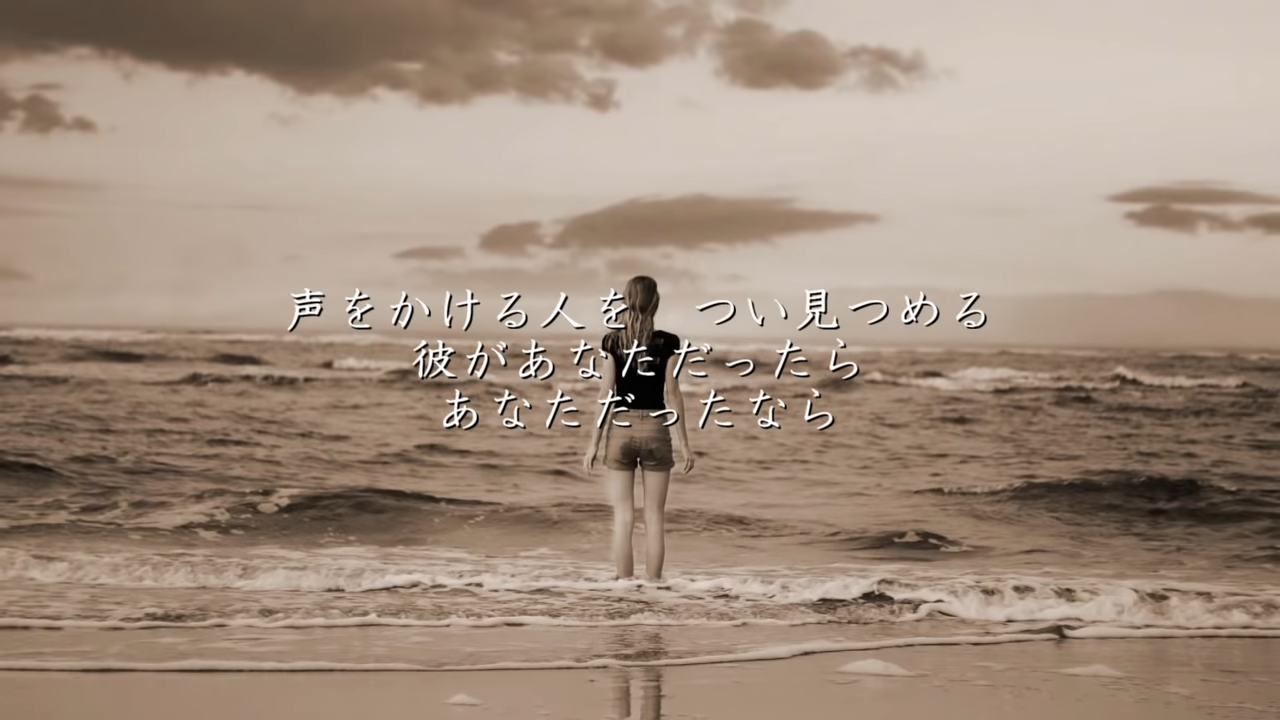 声をかける人を　つい見つめる
彼があなただったら
あなただったなら